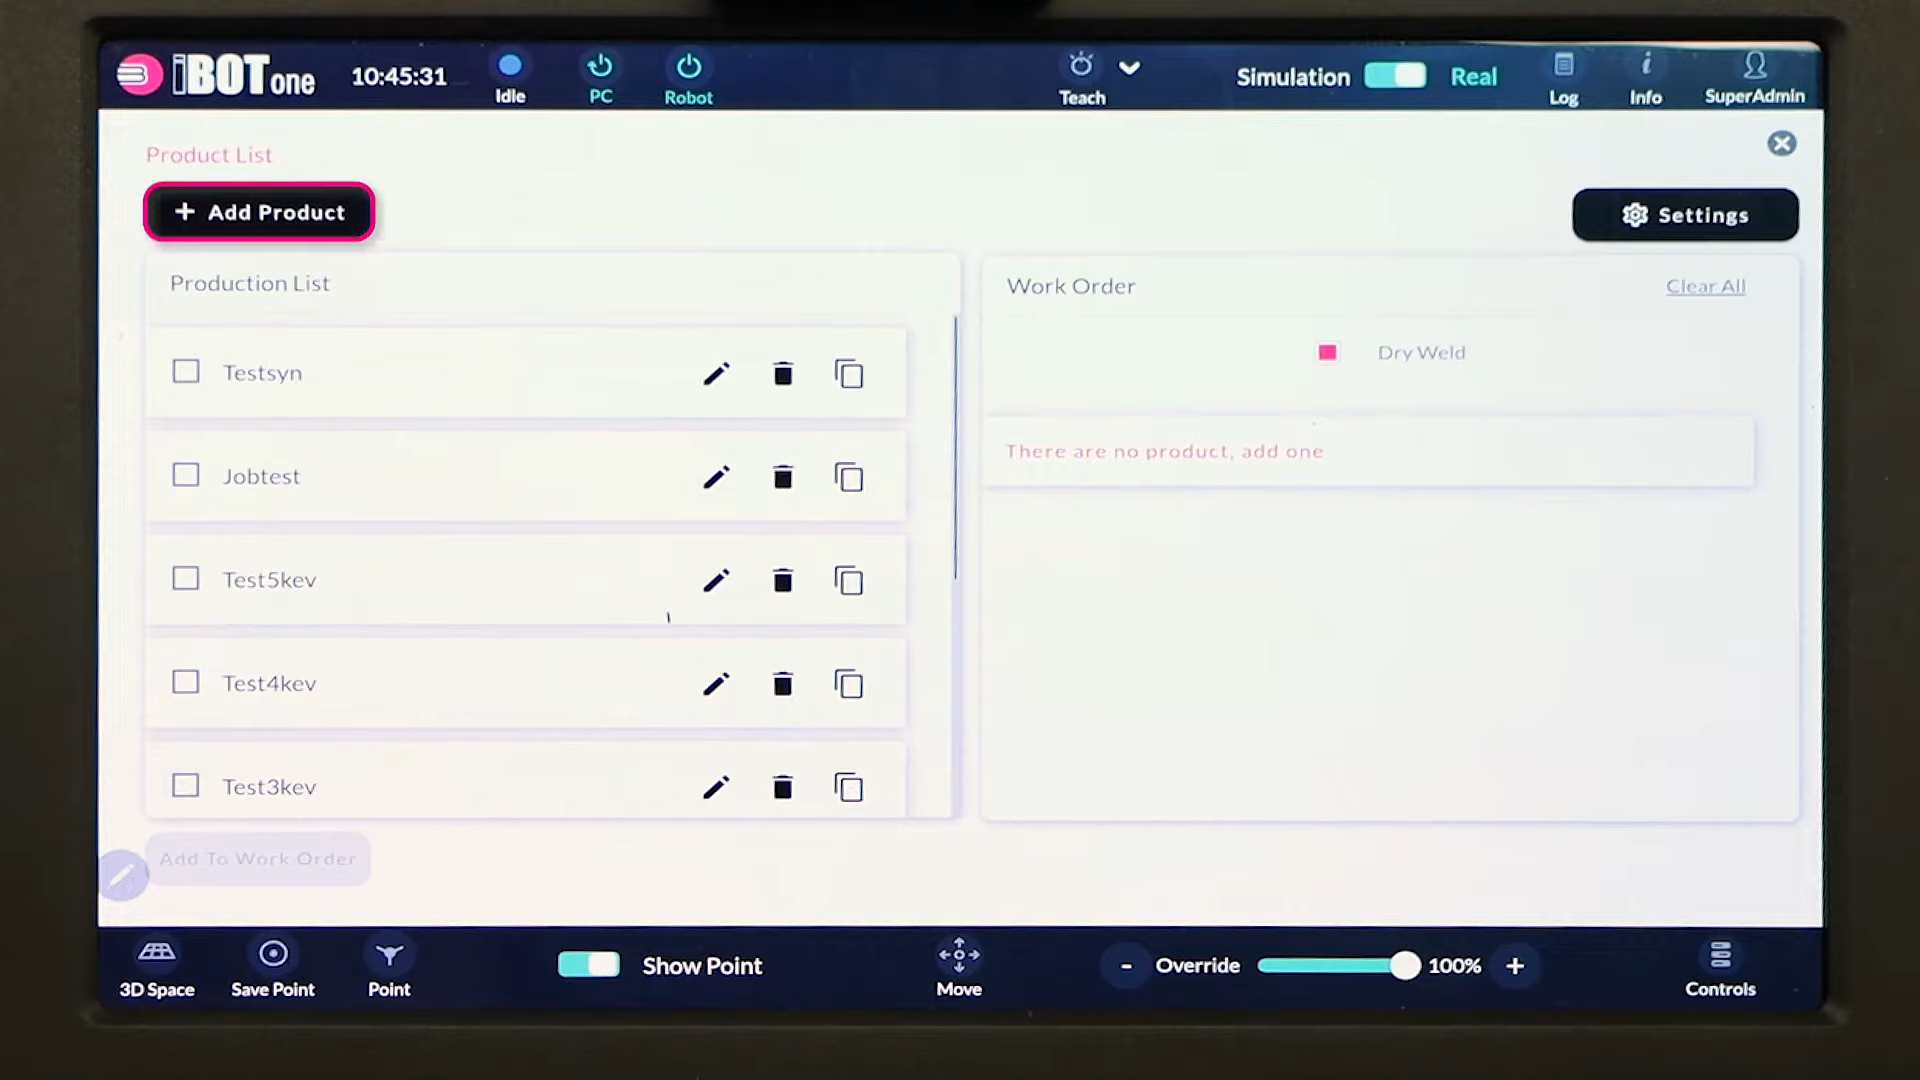 iBOT one
10:45:31
Idle
PC
Robot
Teach
Simulation
Real
Log
Info
SuperAdmin
Product List
+ Add Product
Settings
Production List
Testsyn
Jobtest
Test5kev
Test4kev
Test3kev
Add To Work Order
Work Order
Clear All
Dry Weld
There are no product, add one
3D Space
Save Point
Point
Show Point
Move
- Override 100% +
Controls